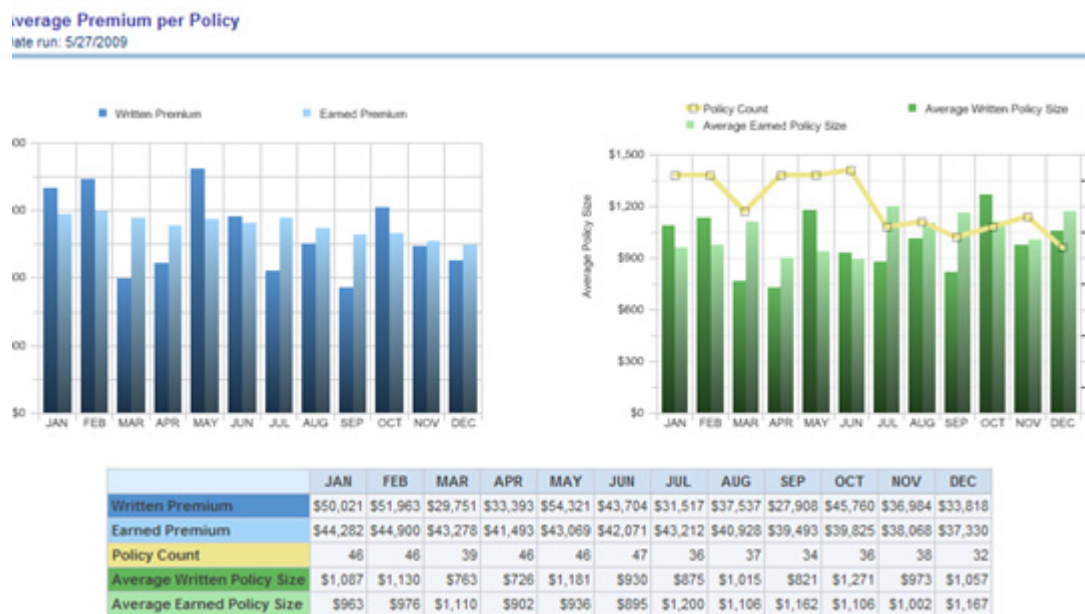 verage Premium per Policy
ate run: 5/27/2009
Written Premium Earned Premium
Policy Count Average Written Policy Size
Average Earned Policy Size
00
00
00
00
$0
JAN FEB MAR APR MAY JUN JUL AUG SEP OCT NOV DEC
Average Policy Size
$1,500
$1,200
$900
$600
$300
$0
JAN FEB MAR APR MAY JUN JUL AUG SEP OCT NOV DEC
JAN FEB MAR APR MAY JUN JUL AUG SEP OCT NOV DEC
Written Premium $50,021 $51,963 $29,751 $33,393 $54,321 $43,704 $31,517 $37,537 $27,908 $45,760 $36,984 $33,818
Earned Premium $44,282 $44,900 $43,278 $41,493 $43,069 $42,071 $43,212 $40,928 $39,493 $39,825 $38,068 $37,330
Policy Count 46 46 39 46 46 47 36 37 34 36 38 32
Average Written Policy Size $1,087 $1,130 $763 $726 $1,181 $930 $875 $1,015 $821 $1,271 $973 $1,057
Average Earned Policy Size $963 $976 $1,110 $902 $936 $895 $1,200 $1,106 $1,162 $1,106 $1,002 $1,167